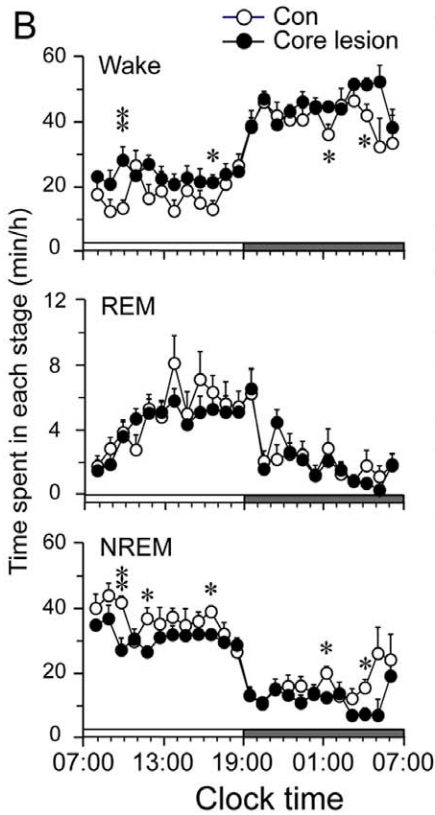 B
Con
Core lesion
Time spent in each stage (min/h)
Wake
60
40
20
0
**
*
*
*
REM
12
8
4
0
NREM
60
40
20
0
**
*
*
*
*
07:00 13:00 19:00 01:00 07:00
Clock time